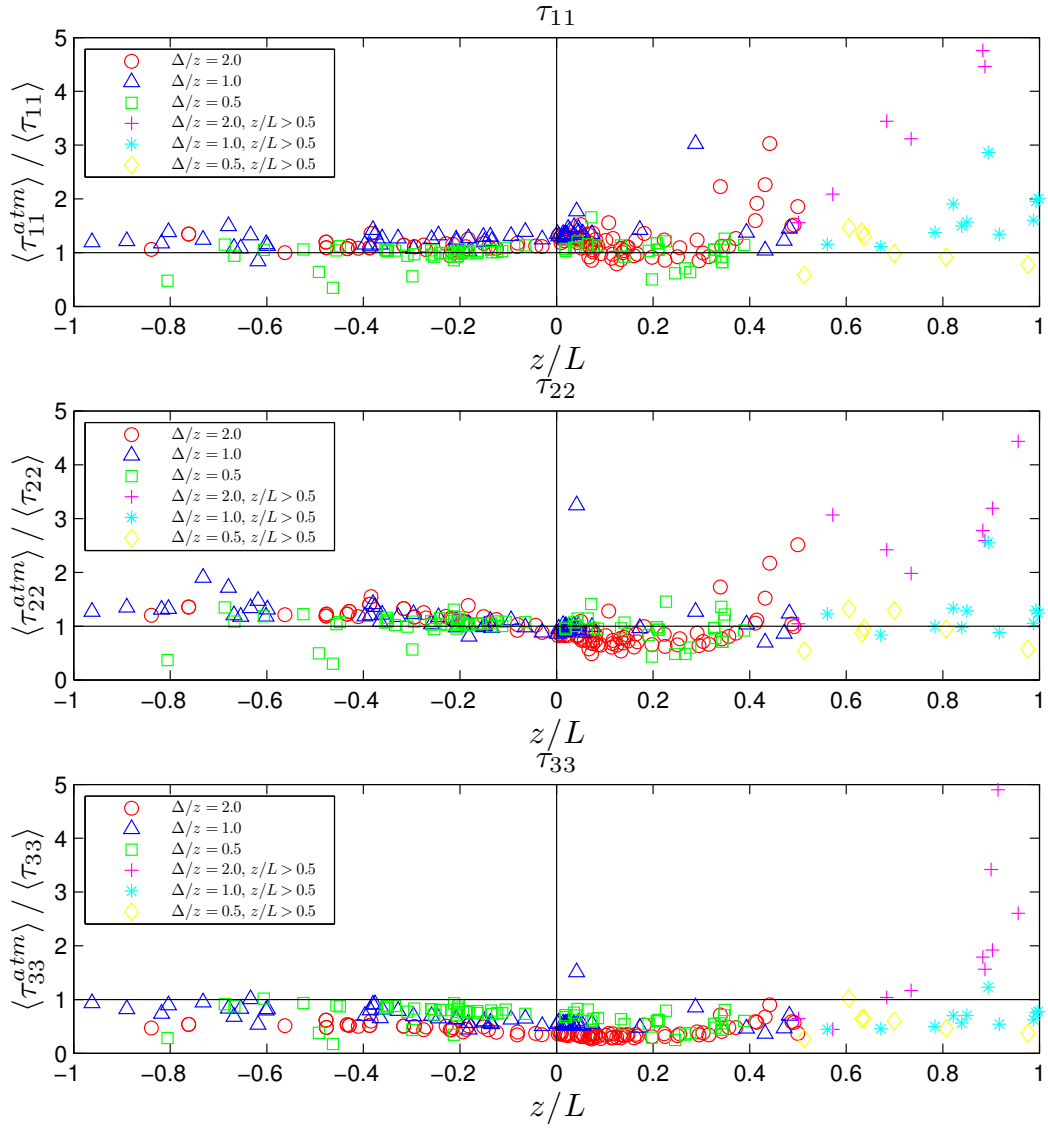 τ₁₁
5
4
3
2
1
0
⟨τ₁₁ᵃᵗᵐ⟩ / ⟨τ₁₁⟩
Δ/z = 2.0
Δ/z = 1.0
Δ/z = 0.5
Δ/z = 2.0, z/L > 0.5
Δ/z = 1.0, z/L > 0.5
Δ/z = 0.5, z/L > 0.5
−1 −0.8 −0.6 −0.4 −0.2 0 0.2 0.4 0.6 0.8 1
z/L
τ₂₂
5
4
3
2
1
0
⟨τ₂₂ᵃᵗᵐ⟩ / ⟨τ₂₂⟩
Δ/z = 2.0
Δ/z = 1.0
Δ/z = 0.5
Δ/z = 2.0, z/L > 0.5
Δ/z = 1.0, z/L > 0.5
Δ/z = 0.5, z/L > 0.5
−1 −0.8 −0.6 −0.4 −0.2 0 0.2 0.4 0.6 0.8 1
z/L
τ₃₃
5
4
3
2
1
0
⟨τ₃₃ᵃᵗᵐ⟩ / ⟨τ₃₃⟩
Δ/z = 2.0
Δ/z = 1.0
Δ/z = 0.5
Δ/z = 2.0, z/L > 0.5
Δ/z = 1.0, z/L > 0.5
Δ/z = 0.5, z/L > 0.5
−1 −0.8 −0.6 −0.4 −0.2 0 0.2 0.4 0.6 0.8 1
z/L